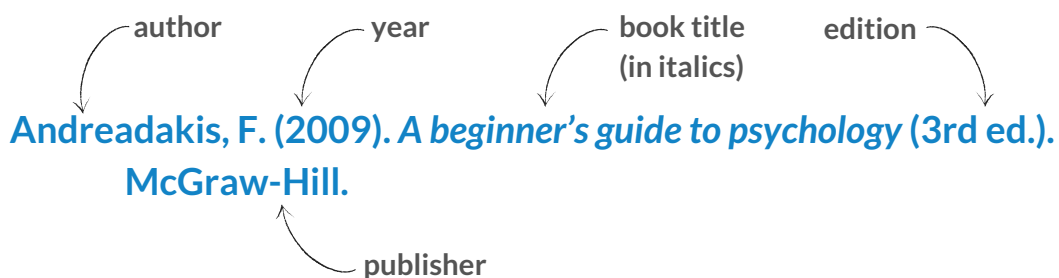 author year book title edition
(in italics)
Andreadakis, F. (2009). A beginner’s guide to psychology (3rd ed.).
McGraw-Hill.
publisher